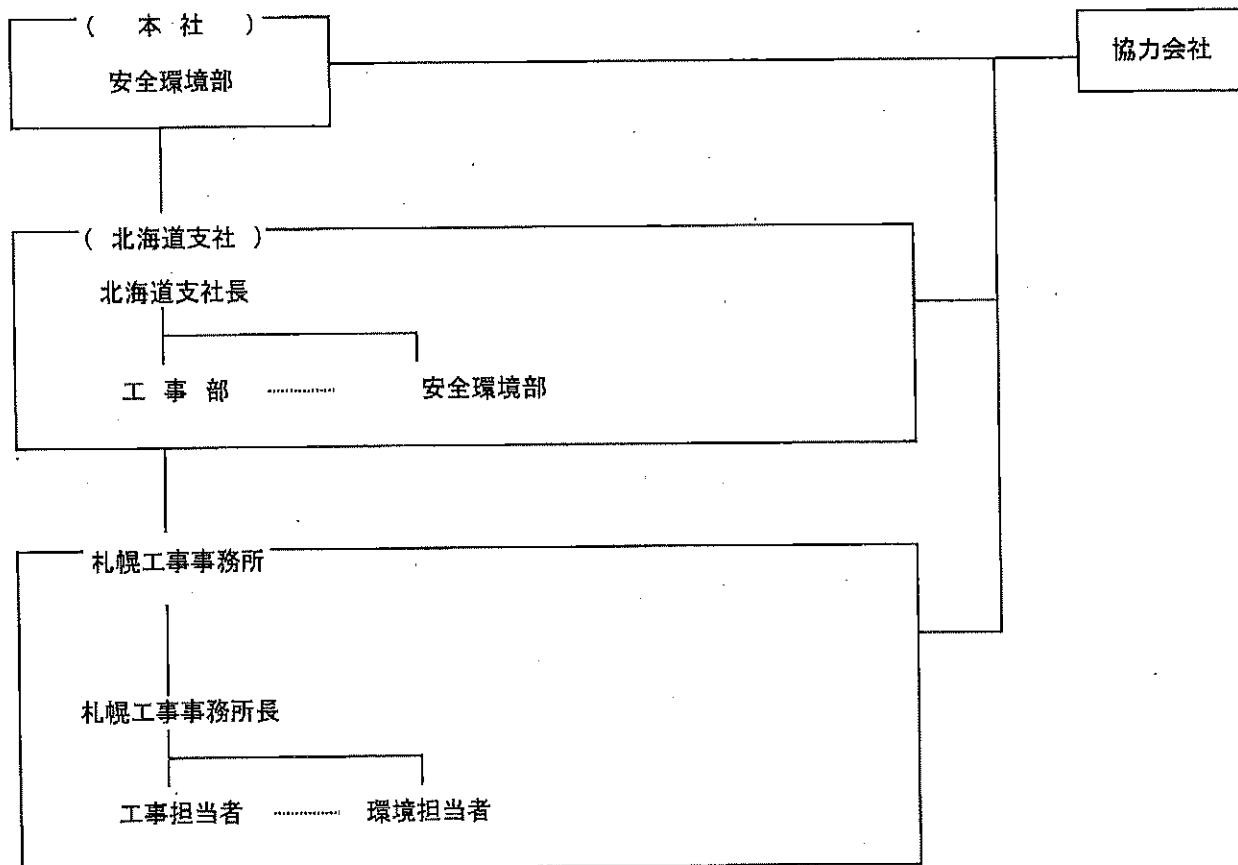 ( 本社 )
安全環境部
協力会社
( 北海道支社 )
北海道支社長
工事部 ……… 安全環境部
札幌工事事務所
札幌工事事務所長
工事担当者 ……… 環境担当者